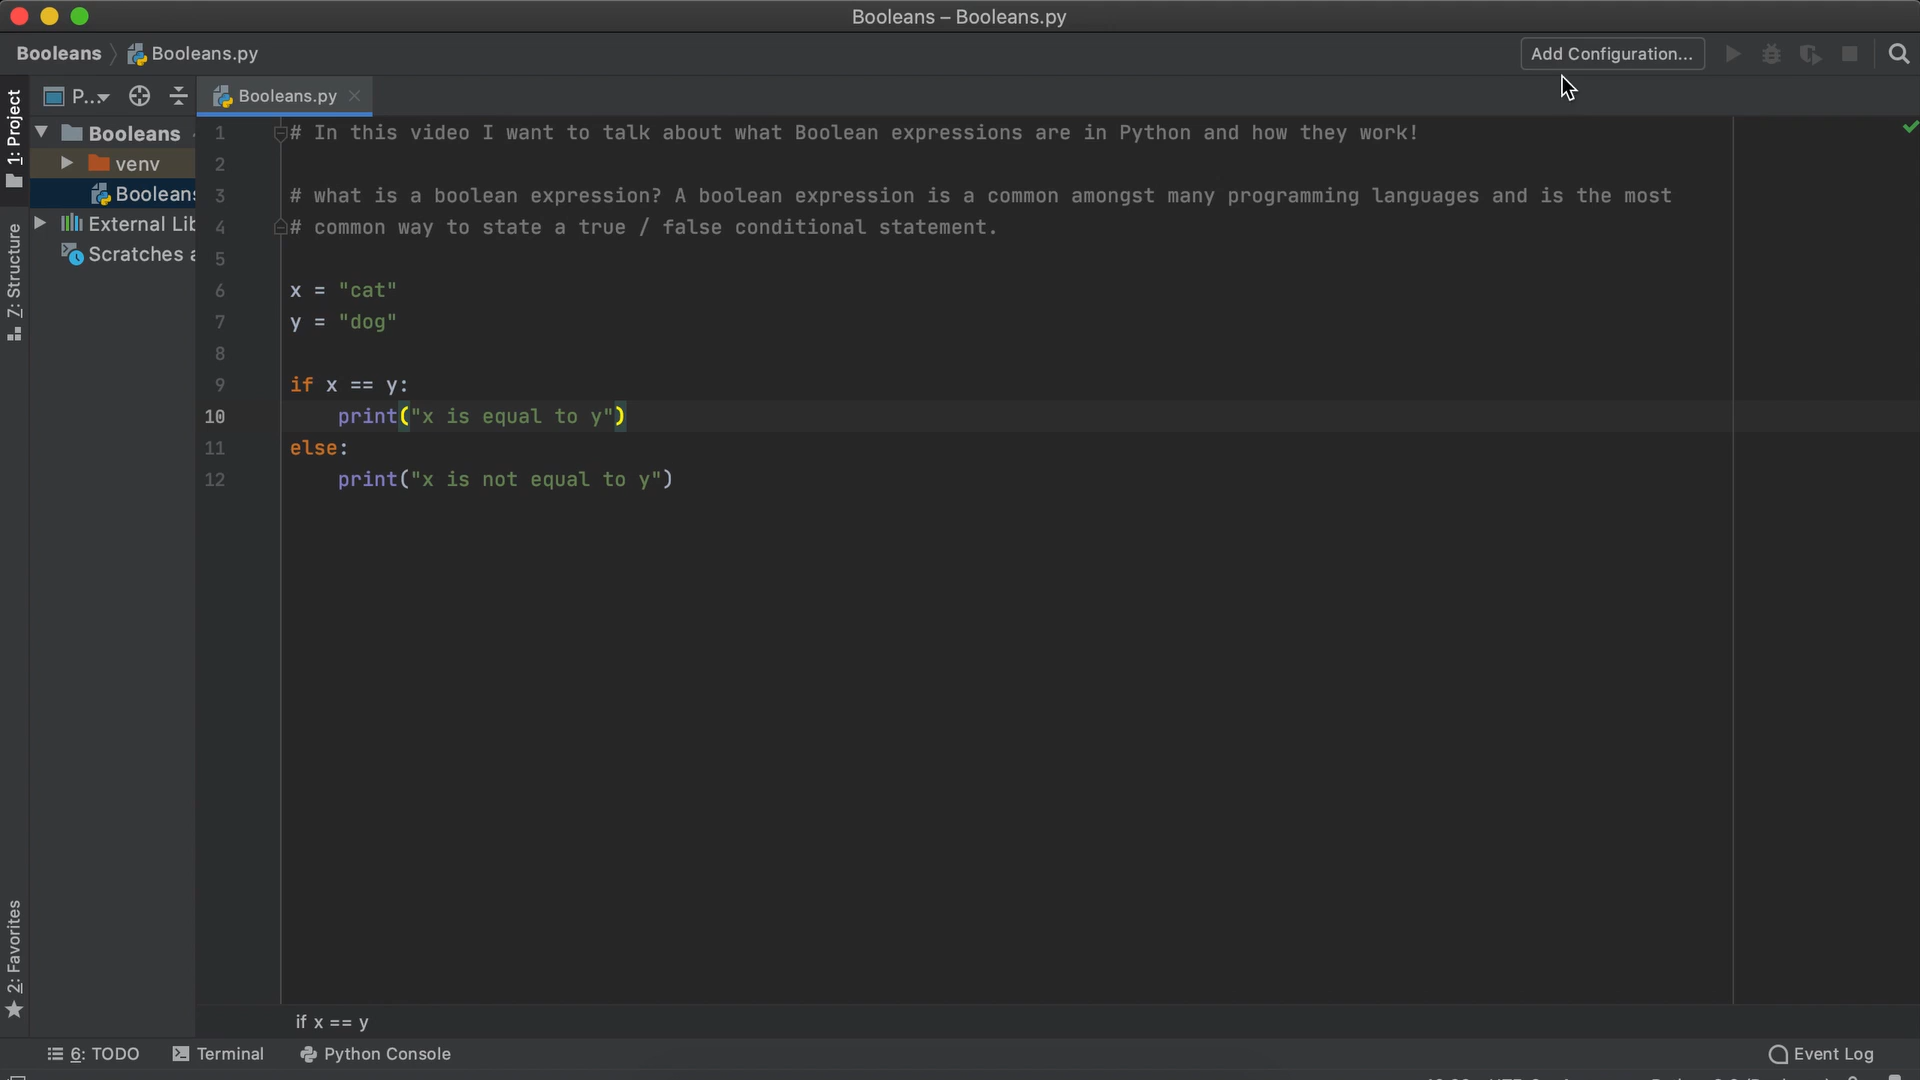 Booleans – Booleans.py
Booleans
Booleans.py
Add Configuration...
1: Project
P...
Booleans.py
Booleans
venv
Booleans
External Lib
Scratches a
Z: Structure
2: Favorites
1 # In this video I want to talk about what Boolean expressions are in Python and how they work!
2
3 # what is a boolean expression? A boolean expression is a common amongst many programming languages and is the most
4 # common way to state a true / false conditional statement.
5
6 x = "cat"
7 y = "dog"
8
9 if x == y:
10 print("x is equal to y")
11 else:
12 print("x is not equal to y")
if x == y
6: TODO
Terminal
Python Console
Event Log